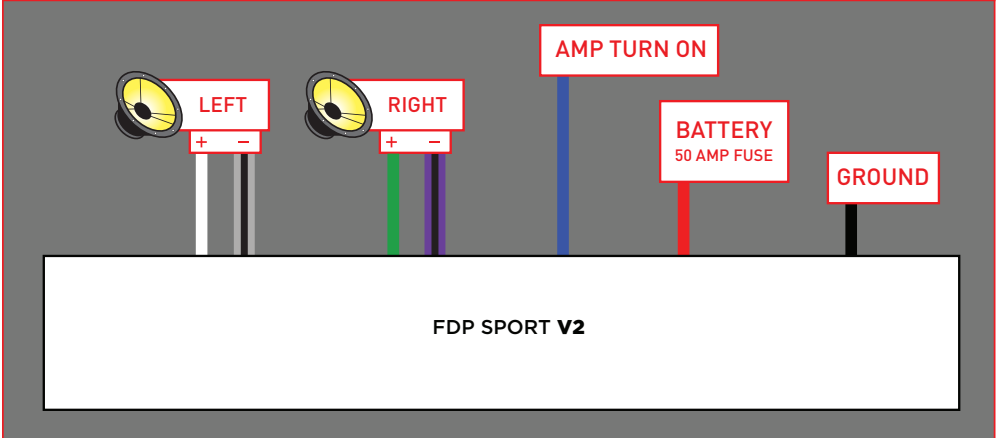 AMP TURN ON
LEFT
+ −
RIGHT
+ −
BATTERY
50 AMP FUSE
GROUND
FDP SPORT V2